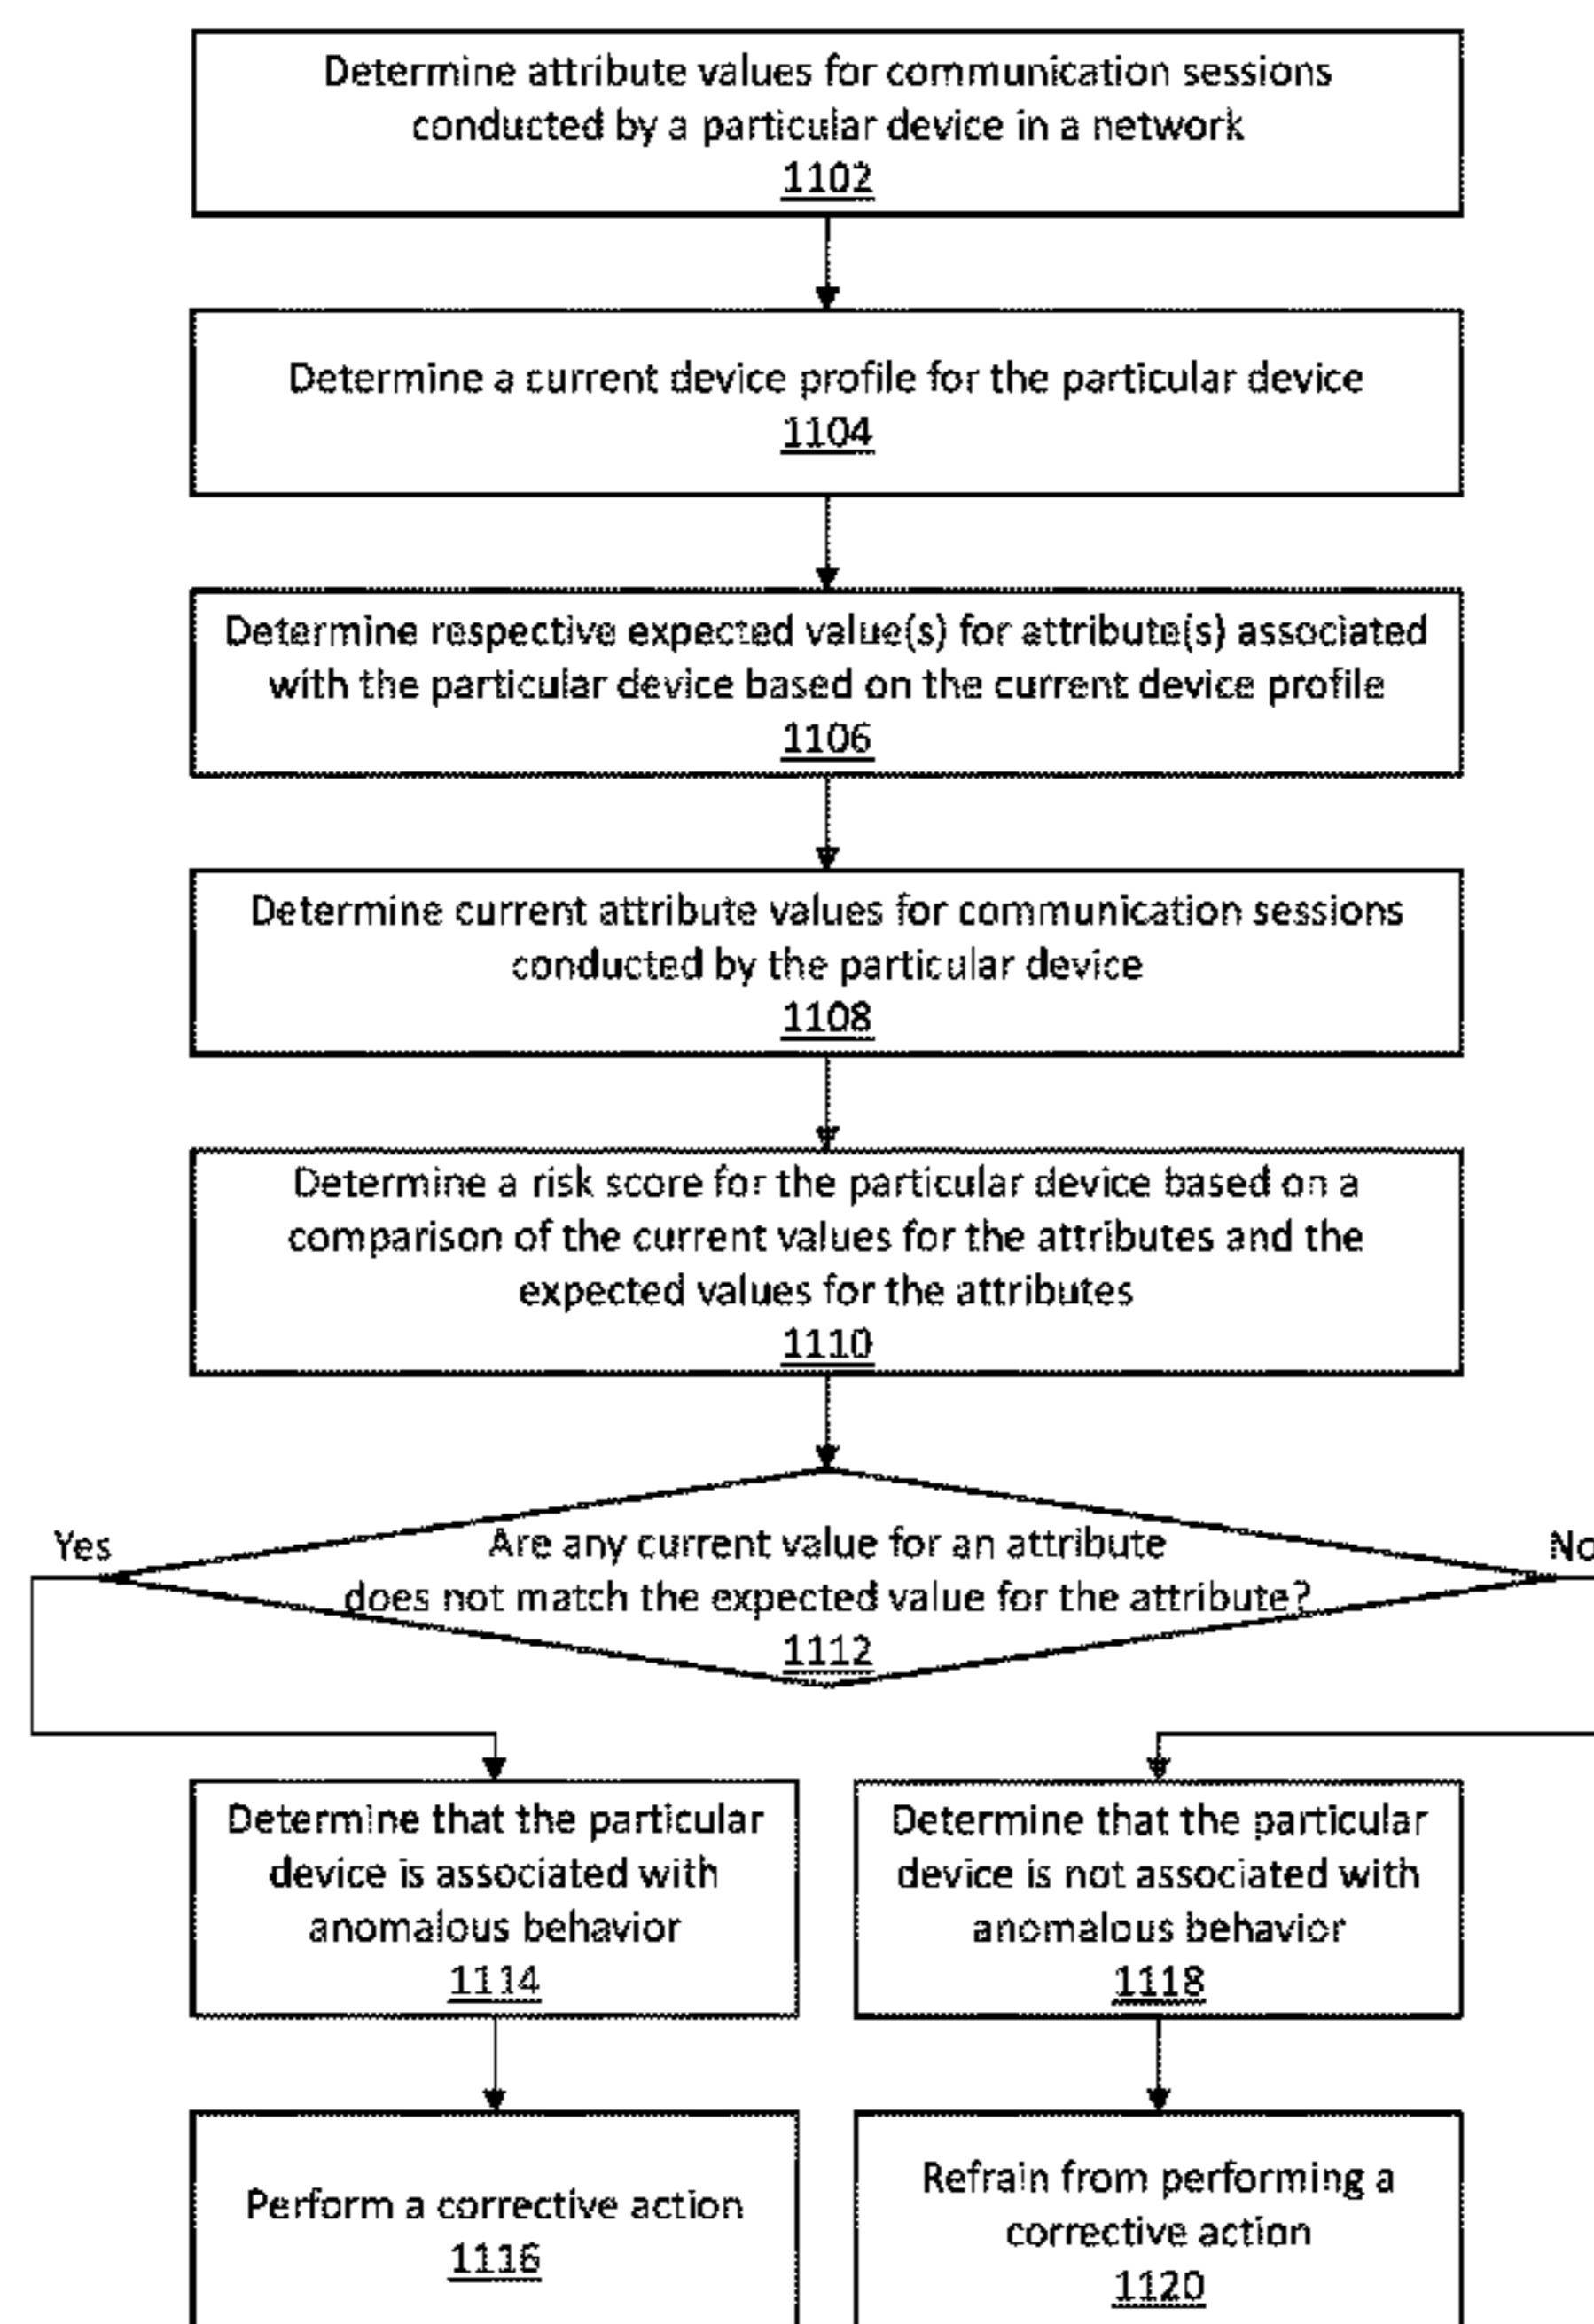 Determine attribute values for communication sessions
conducted by a particular device in a network
1102
Determine a current device profile for the particular device
1104
Determine respective expected value(s) for attribute(s) associated
with the particular device based on the current device profile
1106
Determine current attribute values for communication sessions
conducted by the particular device
1108
Determine a risk score for the particular device based on a
comparison of the current values for the attributes and the
expected values for the attributes
1110
Yes
No
Are any current value for an attribute
does not match the expected value for the attribute?
1112
Determine that the particular
device is associated with
anomalous behavior
1114
Determine that the particular
device is not associated with
anomalous behavior
1118
Perform a corrective action
1116
Refrain from performing a
corrective action
1120